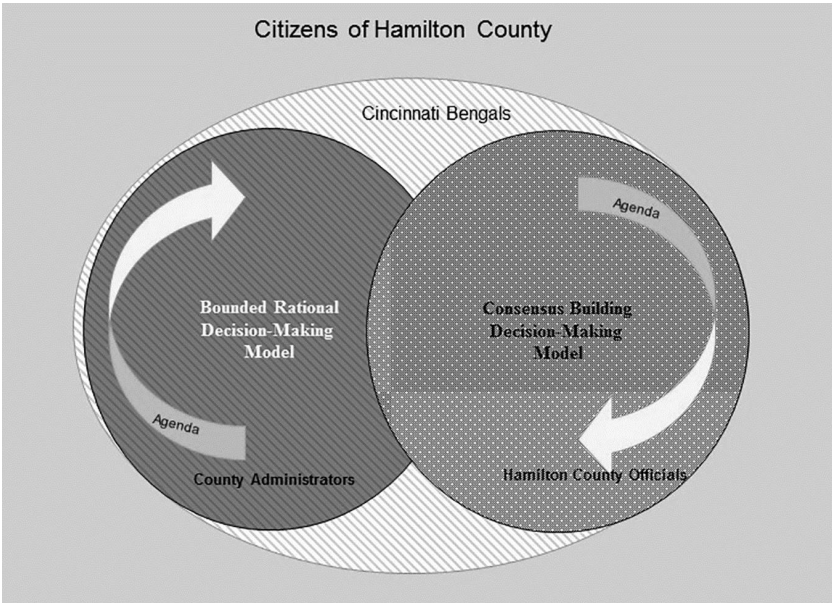 Citizens of Hamilton County
Cincinnati Bengals
Agenda
Bounded Rational
Decision-Making
Model
Consensus Building
Decision-Making
Model
Agenda
County Administrators
Hamilton County Officials